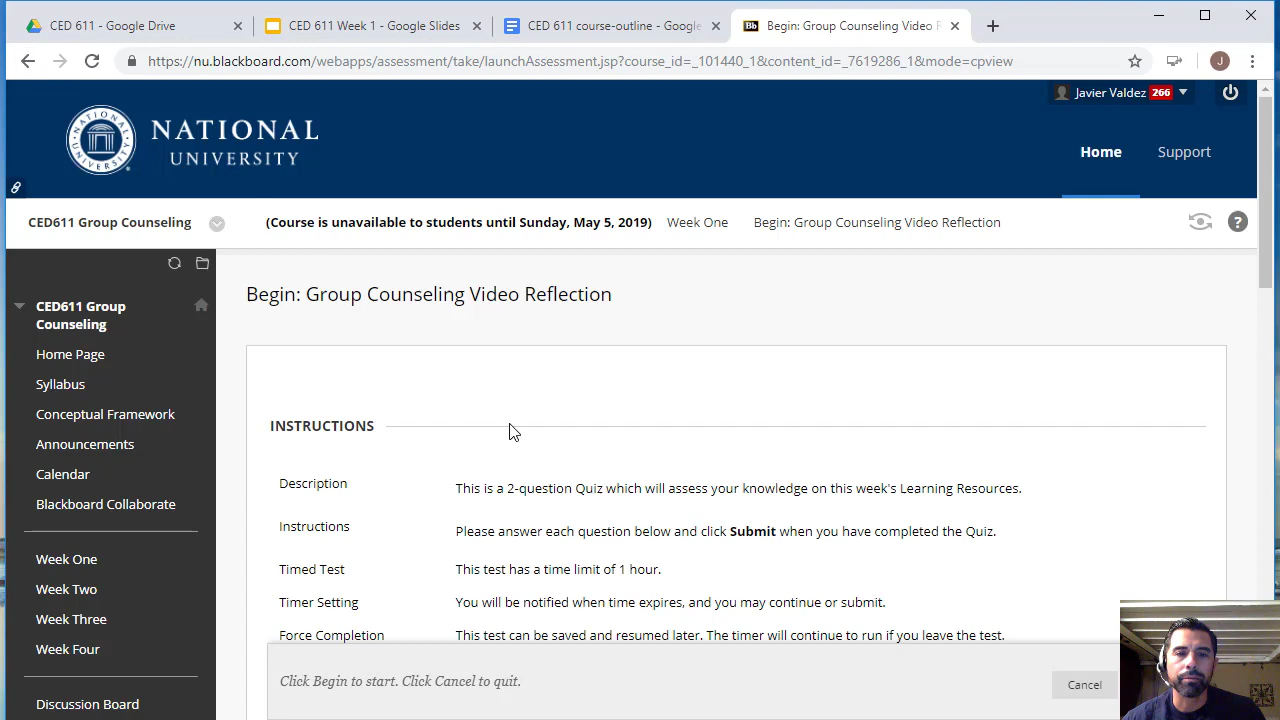 CED 611 - Google Drive
CED 611 Week 1 - Google Slides
CED 611 course-outline - Google
Bb
Begin: Group Counseling Video
https://nu.blackboard.com/webapps/assessment/take/launchAssessment.jsp?course_id=_101440_1&content_id=_7619286_1&mode=cpview
J
Javier Valdez 266
NATIONAL
UNIVERSITY
Home
Support
CED611 Group Counseling
(Course is unavailable to students until Sunday, May 5, 2019)
Week One
Begin: Group Counseling Video Reflection
?
Begin: Group Counseling Video Reflection
CED611 Group
Counseling
Home Page
Syllabus
Conceptual Framework
Announcements
Calendar
Blackboard Collaborate
Week One
Week Two
Week Three
Week Four
Discussion Board
INSTRUCTIONS
Description
This is a 2-question Quiz which will assess your knowledge on this week's Learning Resources.
Instructions
Please answer each question below and click Submit when you have completed the Quiz.
Timed Test
This test has a time limit of 1 hour.
Timer Setting
You will be notified when time expires, and you may continue or submit.
Force Completion
This test can be saved and resumed later. The timer will continue to run if you leave the test.
Click Begin to start. Click Cancel to quit.
Cancel